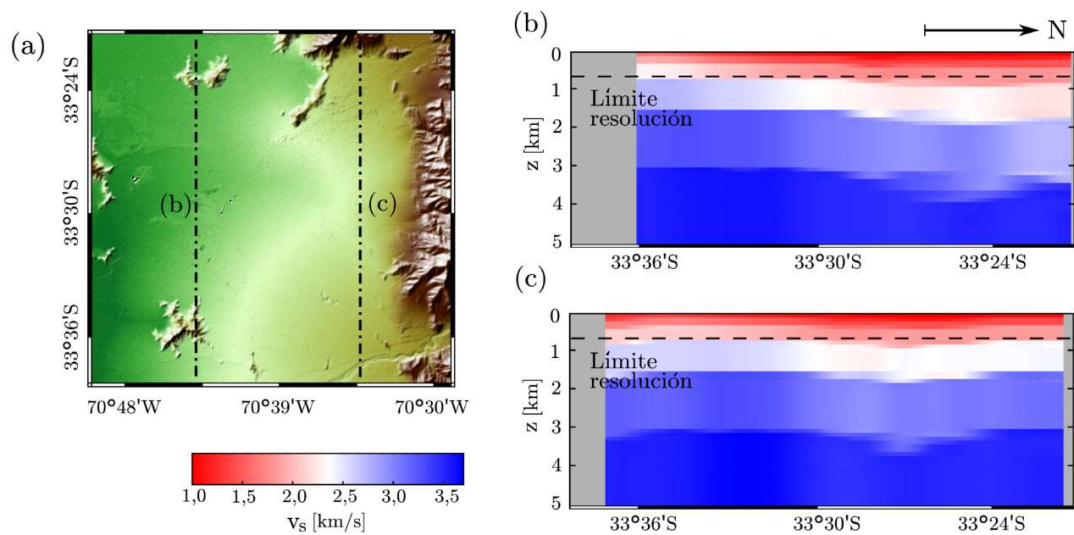 (a)
33°24'S
33°30'S
33°36'S
(b)
(c)
70°48'W
70°39'W
70°30'W
1,0
1,5
2,0
2,5
3,0
3,5
vs [km/s]
(b)
N
0
1
2
3
4
5
z [km]
Límite
resolución
33°36'S
33°30'S
33°24'S
(c)
0
1
2
3
4
5
z [km]
Límite
resolución
33°36'S
33°30'S
33°24'S